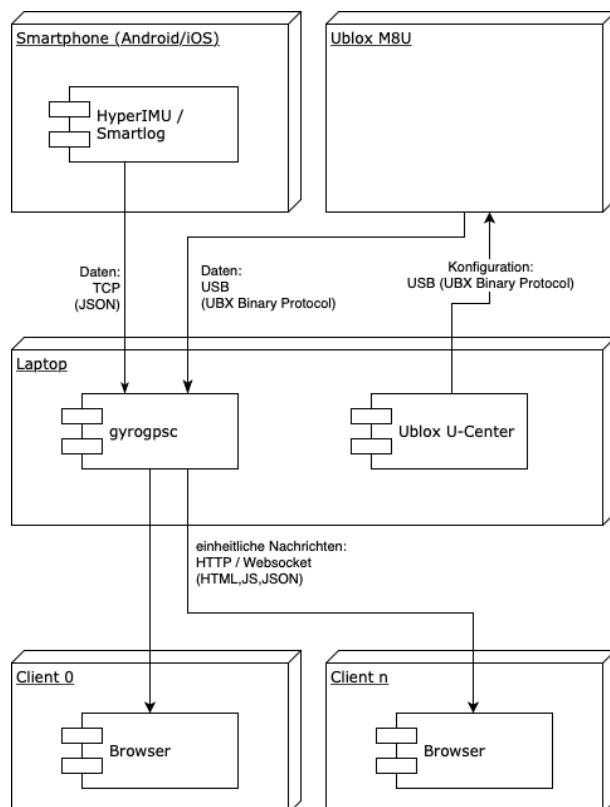 Smartphone (Android/iOS)
Ublox M8U
HyperIMU /
Smartlog
Daten:
TCP
(JSON)
Daten:
USB
(UBX Binary Protocol)
Konfiguration:
USB (UBX Binary Protocol)
Laptop
gyrogpsc
Ublox U-Center
einheitliche Nachrichten:
HTTP / Websocket
(HTML,JS,JSON)
Client 0
Client n
Browser
Browser